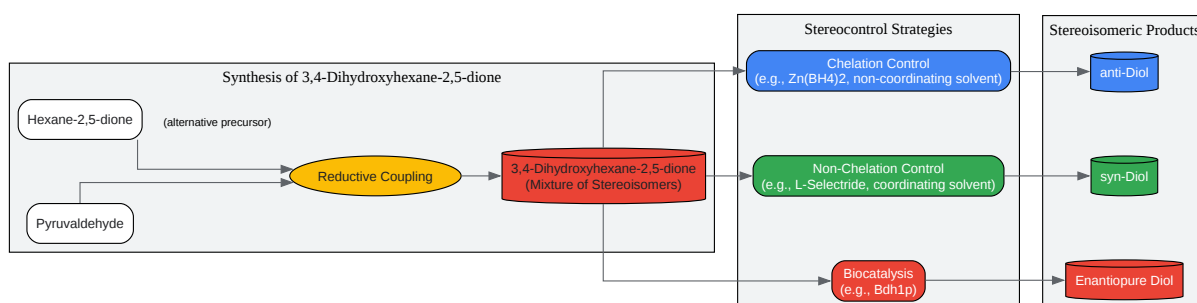 Synthesis of 3,4-Dihydroxyhexane-2,5-dione
Hexane-2,5-dione
(alternative precursor)
Pyruvaldehyde
Reductive Coupling
3,4-Dihydroxyhexane-2,5-dione
(Mixture of Stereoisomers)
Stereocontrol Strategies
Chelation Control
(e.g., Zn(BH4)2, non-coordinating solvent)
Non-Chelation Control
(e.g., L-Selectride, coordinating solvent)
Biocatalysis
(e.g., Bdh1p)
Stereoisomeric Products
anti-Diol
syn-Diol
Enantiopure Diol